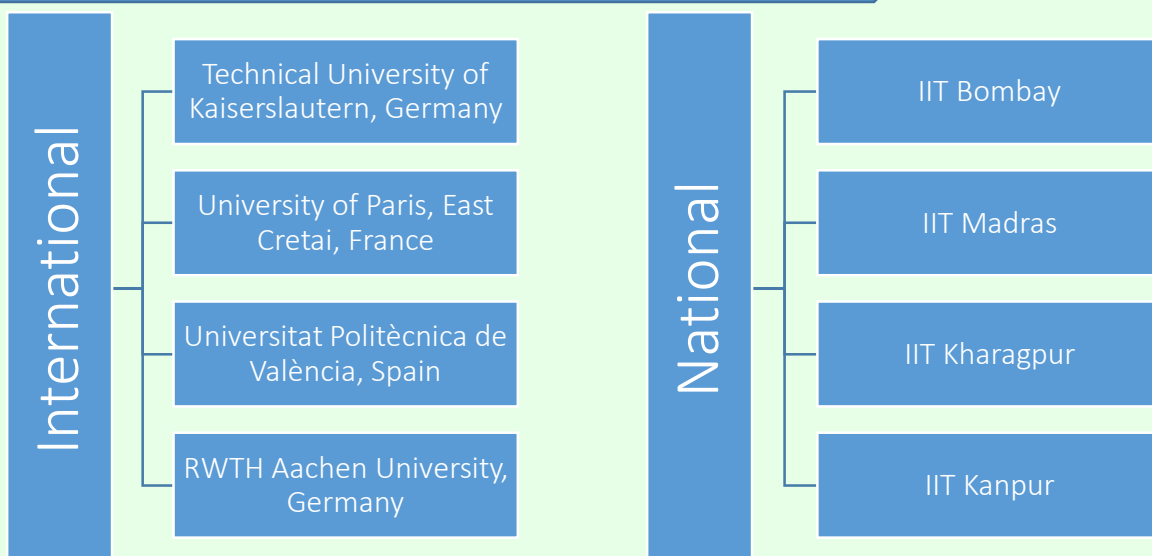 International
Technical University of
Kaiserslautern, Germany
University of Paris, East
Cretai, France
Universitat Politècnica de
València, Spain
RWTH Aachen University,
Germany
National
IIT Bombay
IIT Madras
IIT Kharagpur
IIT Kanpur